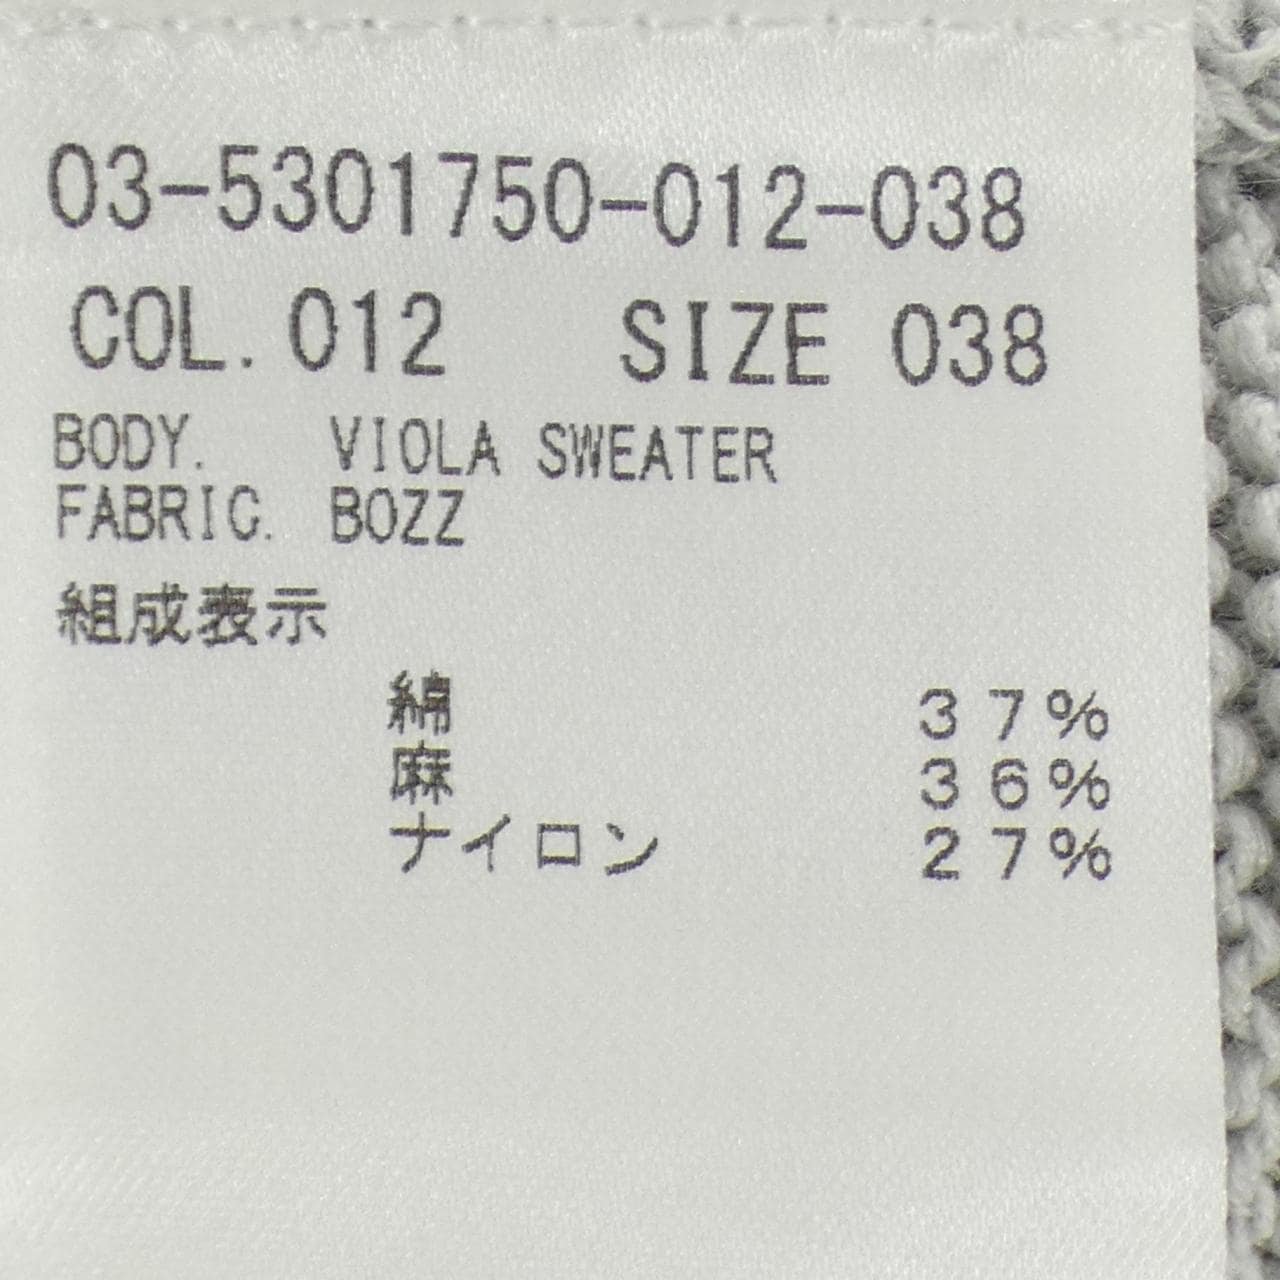 03-5301750-012-038
COL. 012 SIZE 038
BODY. VIOLA SWEATER
FABRIC. BOZZ
組成表示
綿 37%
麻 36%
ナイロン 27%